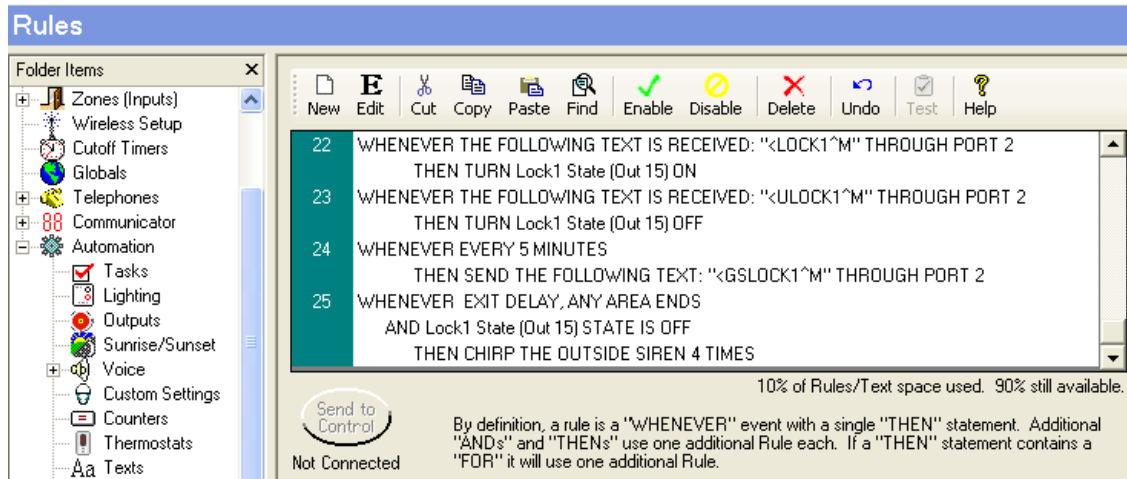 Rules
Folder Items
Zones (Inputs)
Wireless Setup
Cutoff Timers
Globals
Telephones
88 Communicator
Automation
Tasks
Lighting
Outputs
Sunrise/Sunset
Voice
Custom Settings
Counters
Thermostats
Aa Texts
New Edit Cut Copy Paste Find Enable Disable Delete Undo Test Help
22 WHENEVER THE FOLLOWING TEXT IS RECEIVED: "<LOCK1^M" THROUGH PORT 2
THEN TURN Lock1 State (Out 15) ON
23 WHENEVER THE FOLLOWING TEXT IS RECEIVED: "<ULOCK1^M" THROUGH PORT 2
THEN TURN Lock1 State (Out 15) OFF
24 WHENEVER EVERY 5 MINUTES
THEN SEND THE FOLLOWING TEXT: "<GSLOCK1^M" THROUGH PORT 2
25 WHENEVER EXIT DELAY, ANY AREA ENDS
AND Lock1 State (Out 15) STATE IS OFF
THEN CHIRP THE OUTSIDE SIREN 4 TIMES
10% of Rules/Text space used. 90% still available.
Send to
Control
Not Connected
By definition, a rule is a "WHENEVER" event with a single "THEN" statement. Additional
"ANDs" and "THENs" use one additional Rule each. If a "THEN" statement contains a
"FOR" it will use one additional Rule.